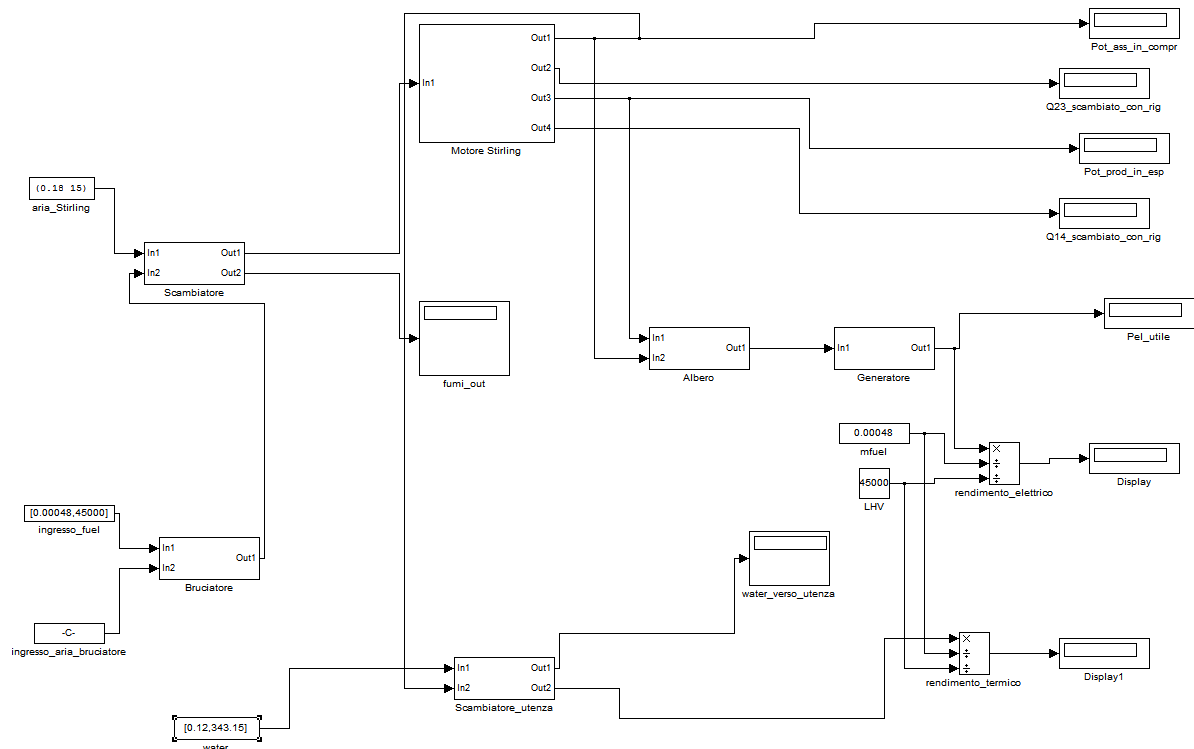 Out1
Pot_ass_in_compr
Out2
In1
Q23_scambiato_con_rig
Out3
Out4
Motore Stirling
Pot_prod_in_esp
(0.18 15)
aria_Stirling
Q14_scambiato_con_rig
In1
Out1
In2
Out2
Scambiatore
fumi_out
In1
In2
Out1
Albero
In1
Out1
Generatore
Pel_utile
0.00048
mfuel
×
÷
÷
rendimento_elettrico
Display
45000
LHV
[0.00048,45000]
ingresso_fuel
In1
In2
Out1
Bruciatore
-C-
ingresso_aria_bruciatore
water_verso_utenza
×
÷
÷
rendimento_termico
Display1
In1
Out1
In2
Out2
Scambiatore_utenza
[0.12,343.15]
water